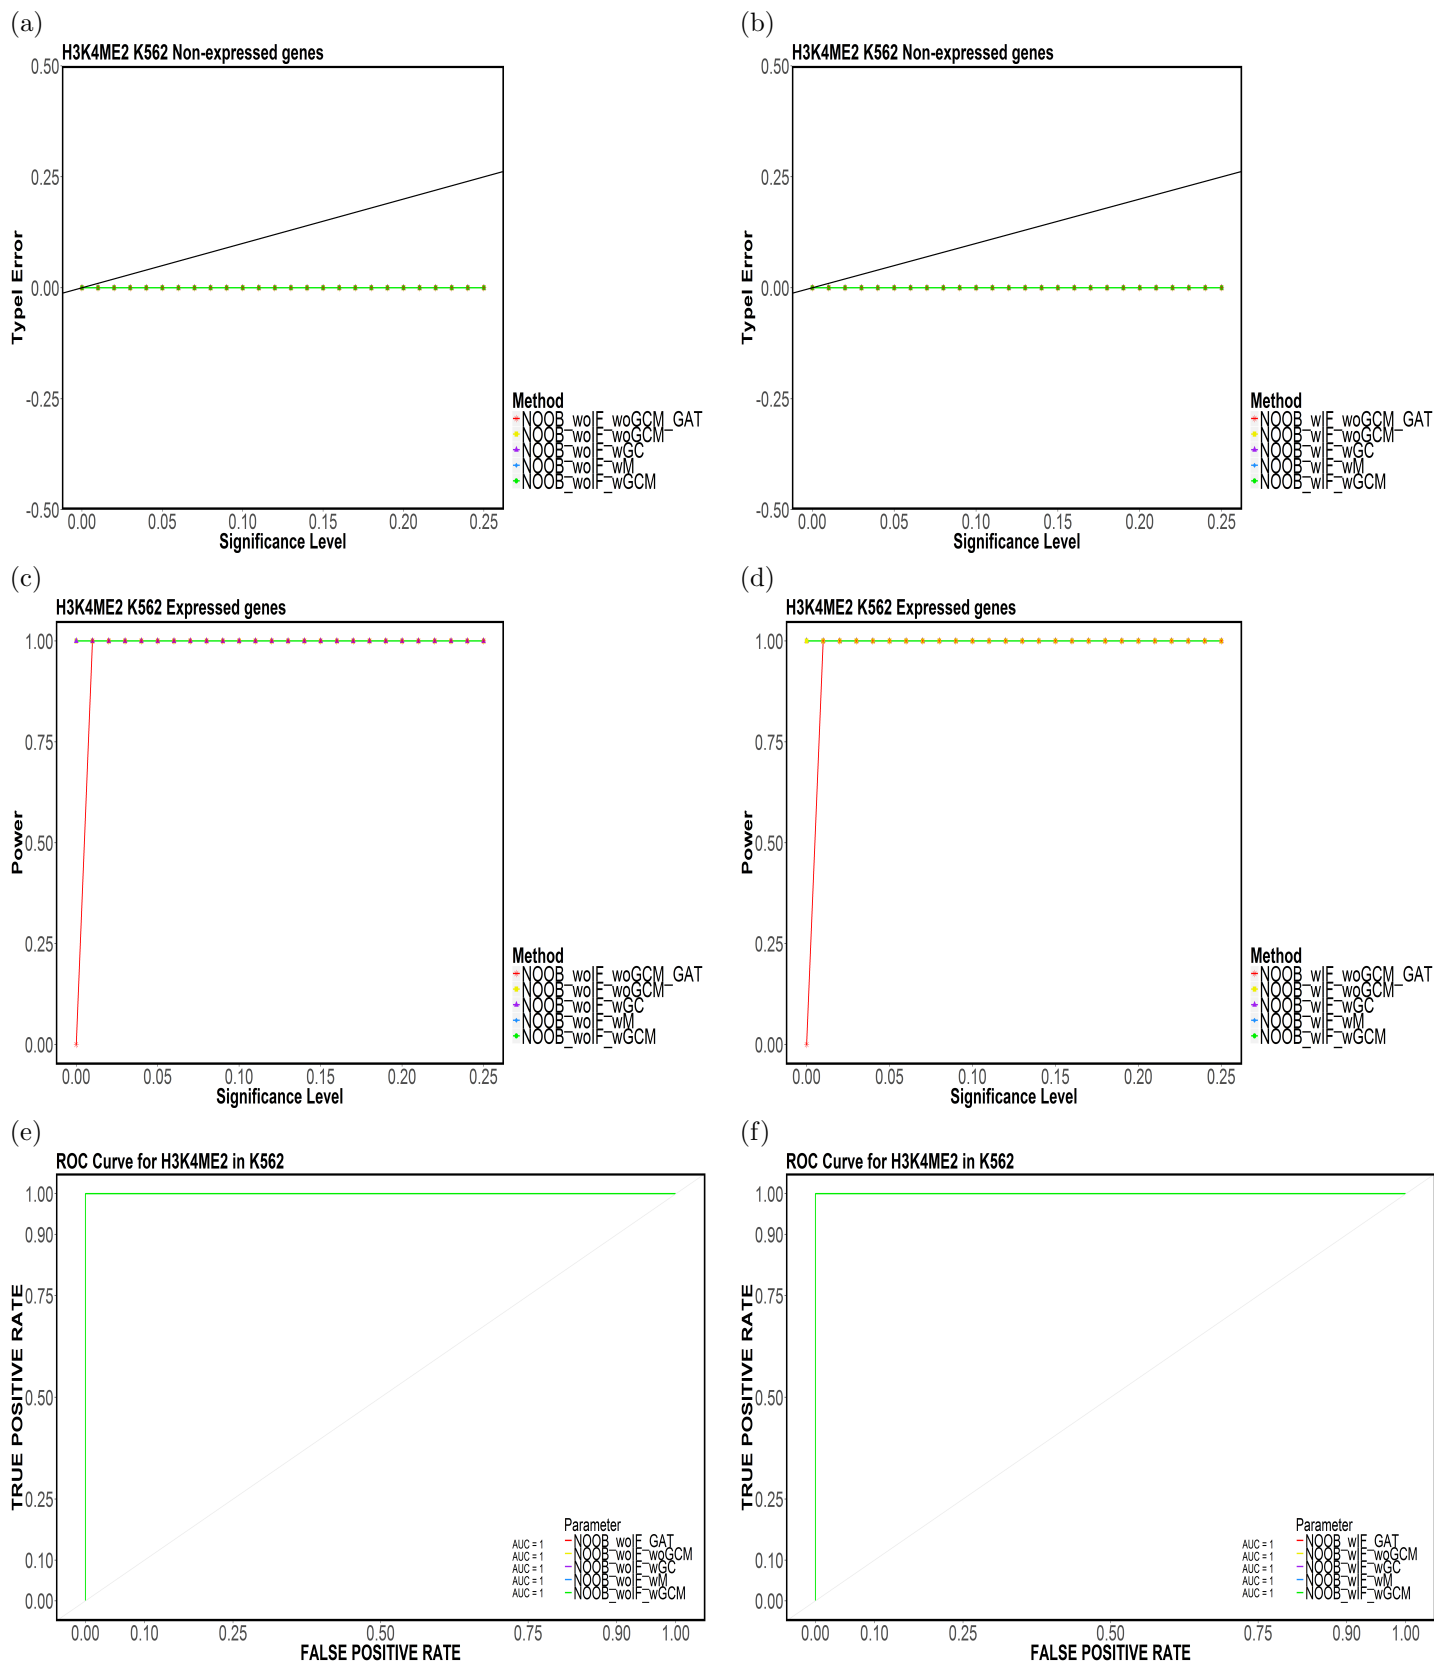 (a)
H3K4ME2 K562 Non-expressed genes
0.50
0.25
0.00
-0.25
-0.50
TypeI Error
0.00 0.05 0.10 0.15 0.20 0.25
Significance Level
Method
NOOB_woIF_woGCM_GAT
NOOB_woIF_woGCM
NOOB_woIF_wGC
NOOB_woIF_wM
NOOB_woIF_wGCM
(b)
H3K4ME2 K562 Non-expressed genes
0.50
0.25
0.00
-0.25
-0.50
TypeI Error
0.00 0.05 0.10 0.15 0.20 0.25
Significance Level
Method
NOOB_wIF_woGCM_GAT
NOOB_wIF_woGCM
NOOB_wIF_wGC
NOOB_wIF_wM
NOOB_wIF_wGCM
(c)
H3K4ME2 K562 Expressed genes
1.00
0.75
0.50
0.25
0.00
Power
0.00 0.05 0.10 0.15 0.20 0.25
Significance Level
Method
NOOB_woIF_woGCM_GAT
NOOB_woIF_woGCM
NOOB_woIF_wGC
NOOB_woIF_wM
NOOB_woIF_wGCM
(d)
H3K4ME2 K562 Expressed genes
1.00
0.75
0.50
0.25
0.00
Power
0.00 0.05 0.10 0.15 0.20 0.25
Significance Level
Method
NOOB_wIF_woGCM_GAT
NOOB_wIF_woGCM
NOOB_wIF_wGC
NOOB_wIF_wM
NOOB_wIF_wGCM
(e)
ROC Curve for H3K4ME2 in K562
1.00
0.90
0.75
0.50
0.25
0.10
0.00
TRUE POSITIVE RATE
Parameter
AUC = 1 NOOB_woIF_GAT
AUC = 1 NOOB_woIF_woGCM
AUC = 1 NOOB_woIF_wGC
AUC = 1 NOOB_woIF_wM
AUC = 1 NOOB_woIF_wGCM
0.00 0.10 0.25 0.50 0.75 0.90 1.00
FALSE POSITIVE RATE
(f)
ROC Curve for H3K4ME2 in K562
1.00
0.90
0.75
0.50
0.25
0.10
0.00
TRUE POSITIVE RATE
Parameter
AUC = 1 NOOB_wIF_GAT
AUC = 1 NOOB_wIF_woGCM
AUC = 1 NOOB_wIF_wGC
AUC = 1 NOOB_wIF_wM
AUC = 1 NOOB_wIF_wGCM
0.00 0.10 0.25 0.50 0.75 0.90 1.00
FALSE POSITIVE RATE